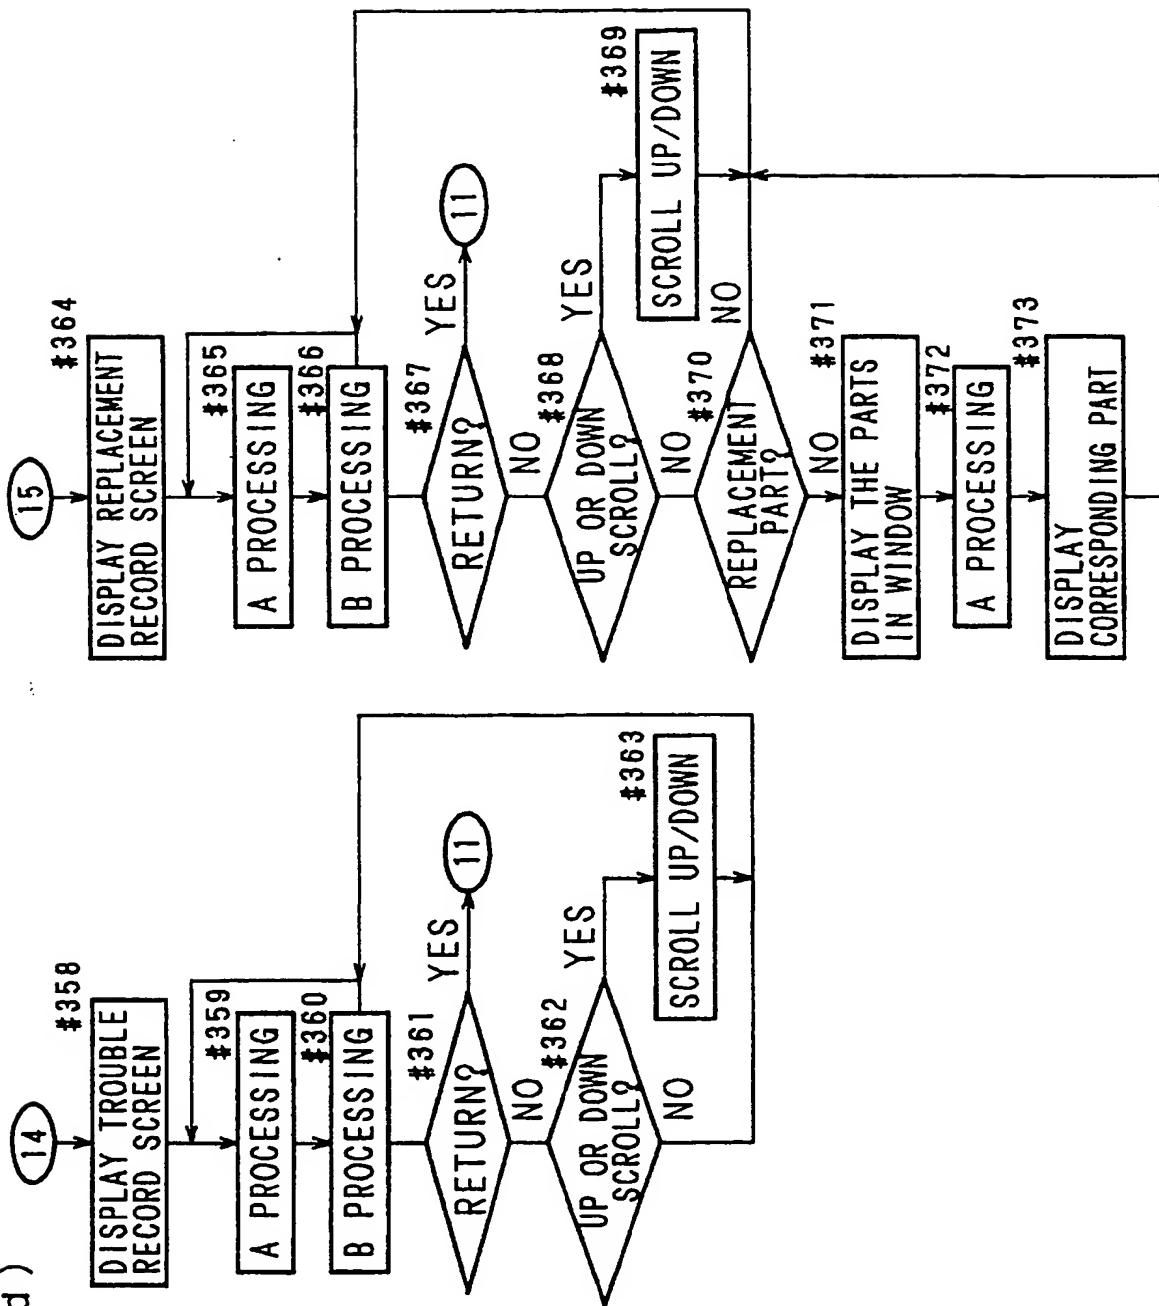 d)
14
#358
DISPLAY TROUBLE
RECORD SCREEN
#359
A PROCESSING
#360
B PROCESSING
#361
RETURN?
YES
11
NO
#362
UP OR DOWN
SCROLL?
YES
#363
SCROLL UP/DOWN
NO
15
#364
DISPLAY REPLACEMENT
RECORD SCREEN
#365
A PROCESSING
#366
B PROCESSING
#367
RETURN?
YES
11
NO
#368
UP OR DOWN
SCROLL?
YES
#369
SCROLL UP/DOWN
NO
#370
REPLACEMENT
PART?
NO
NO
#371
DISPLAY THE PARTS
IN WINDOW
#372
A PROCESSING
#373
DISPLAY
CORRESPONDING PART